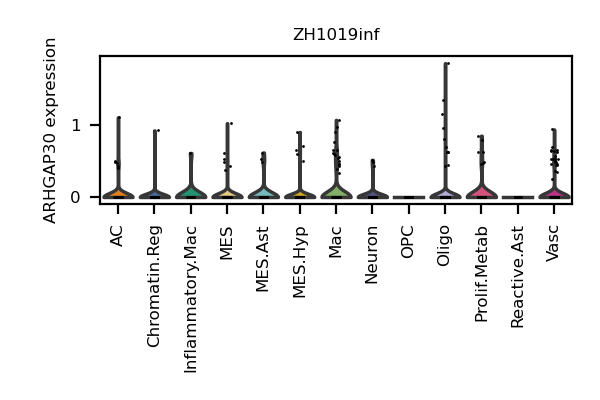 ZH1019inf
ARHGAP30 expression
1
0
AC
Chromatin.Reg
Inflammatory.Mac
MES
MES.Ast
MES.Hyp
Mac
Neuron
OPC
Oligo
Prolif.Metab
Reactive.Ast
Vasc